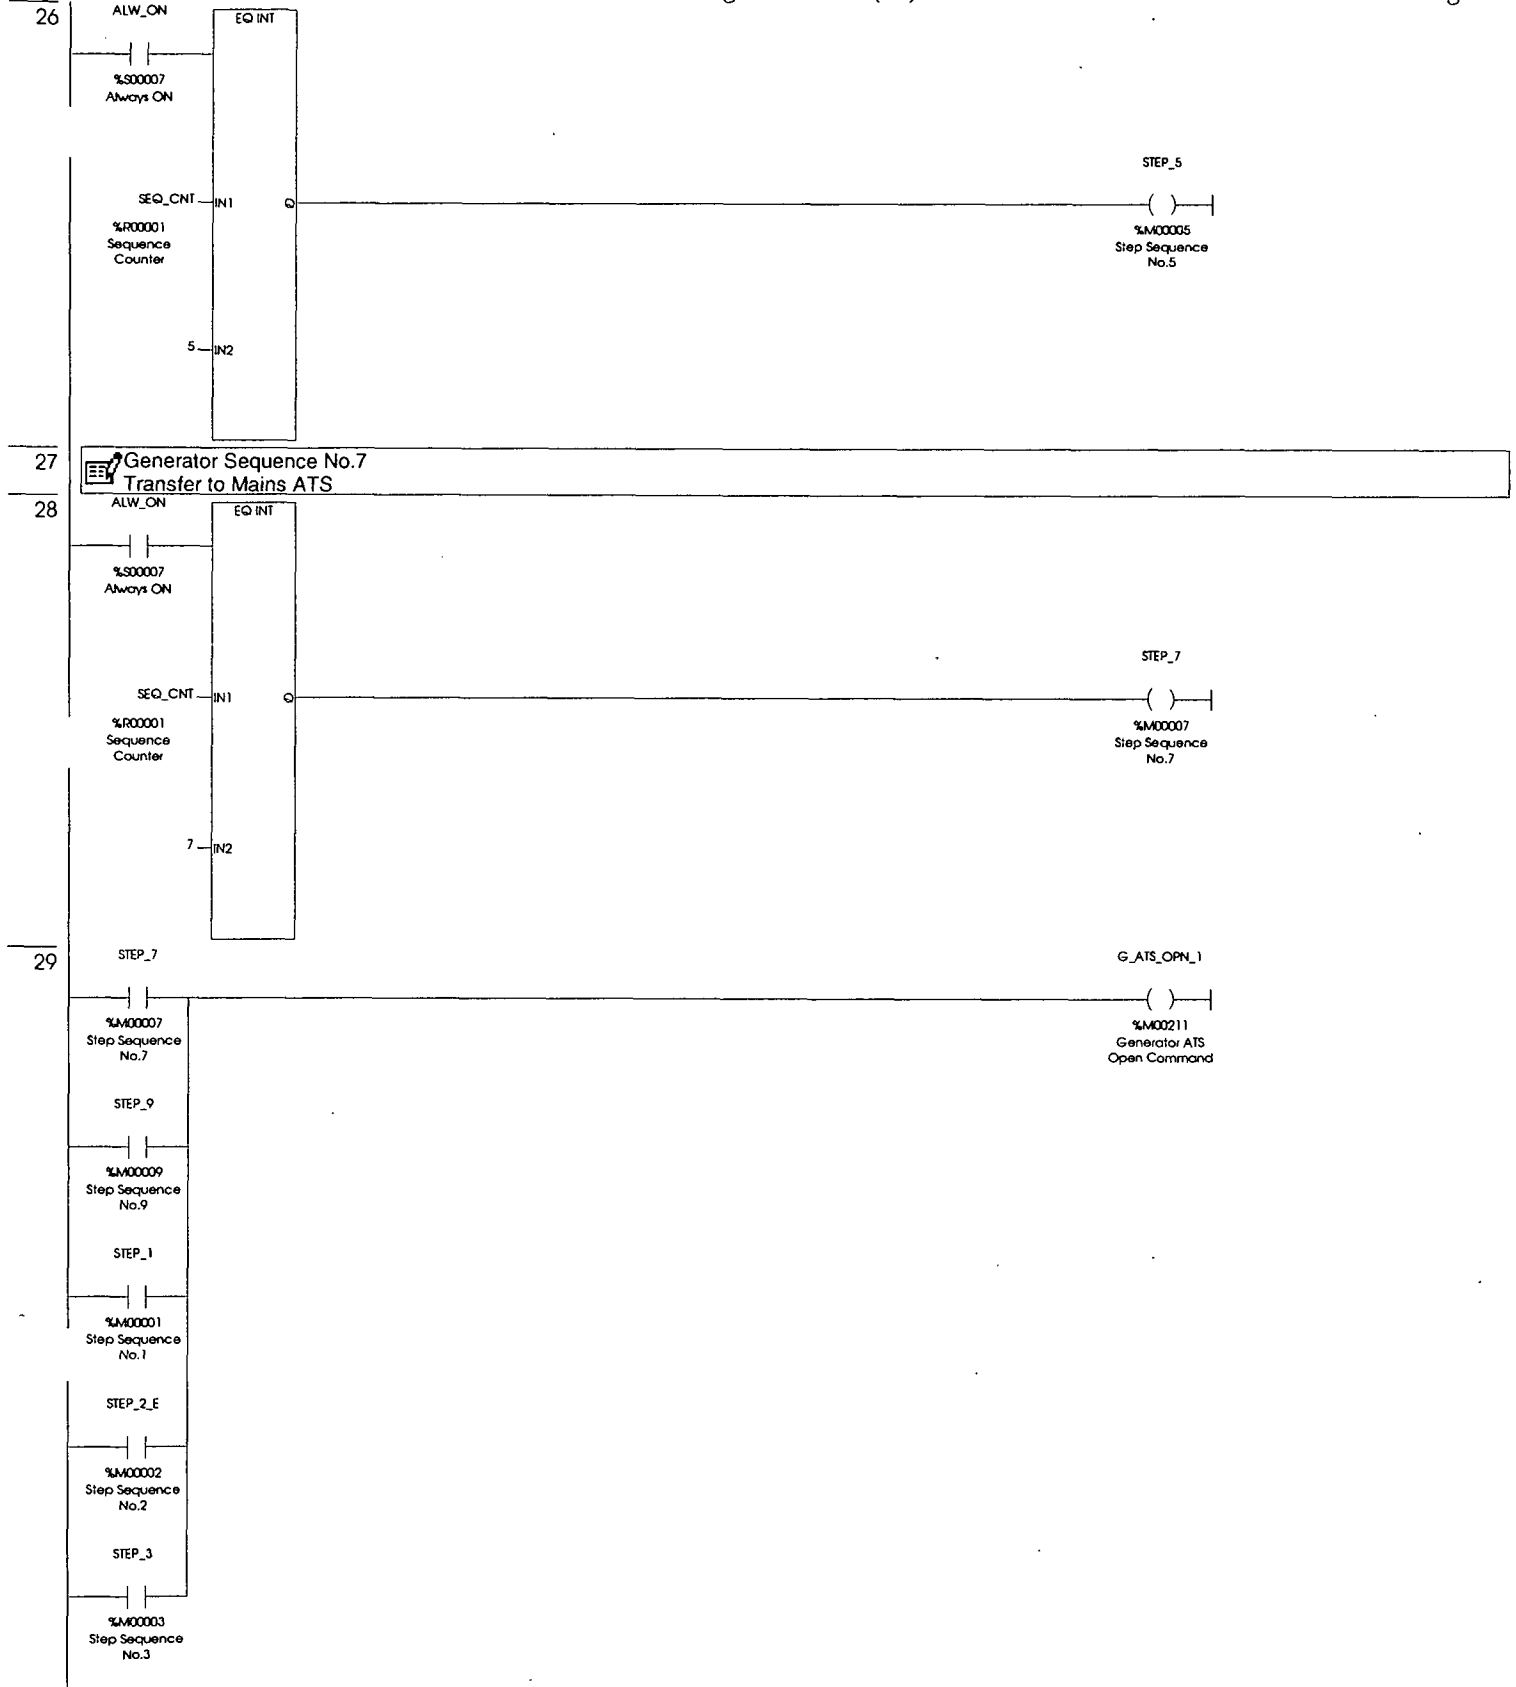 26
ALW_ON
EQ INT
%S00007
Always ON
STEP_5
SEQ_CNT
IN1
Q
%R00001
Sequence
Counter
%M00005
Step Sequence
No.5
5
IN2
27
Generator Sequence No.7
Transfer to Mains ATS
28
ALW_ON
EQ INT
%S00007
Always ON
STEP_7
SEQ_CNT
IN1
Q
%R00001
Sequence
Counter
%M00007
Step Sequence
No.7
7
IN2
29
STEP_7
G_ATS_OPN_1
%M00007
Step Sequence
No.7
%M00211
Generator ATS
Open Command
STEP_9
%M00009
Step Sequence
No.9
STEP_1
%M00001
Step Sequence
No.1
STEP_2_E
%M00002
Step Sequence
No.2
STEP_3
%M00003
Step Sequence
No.3